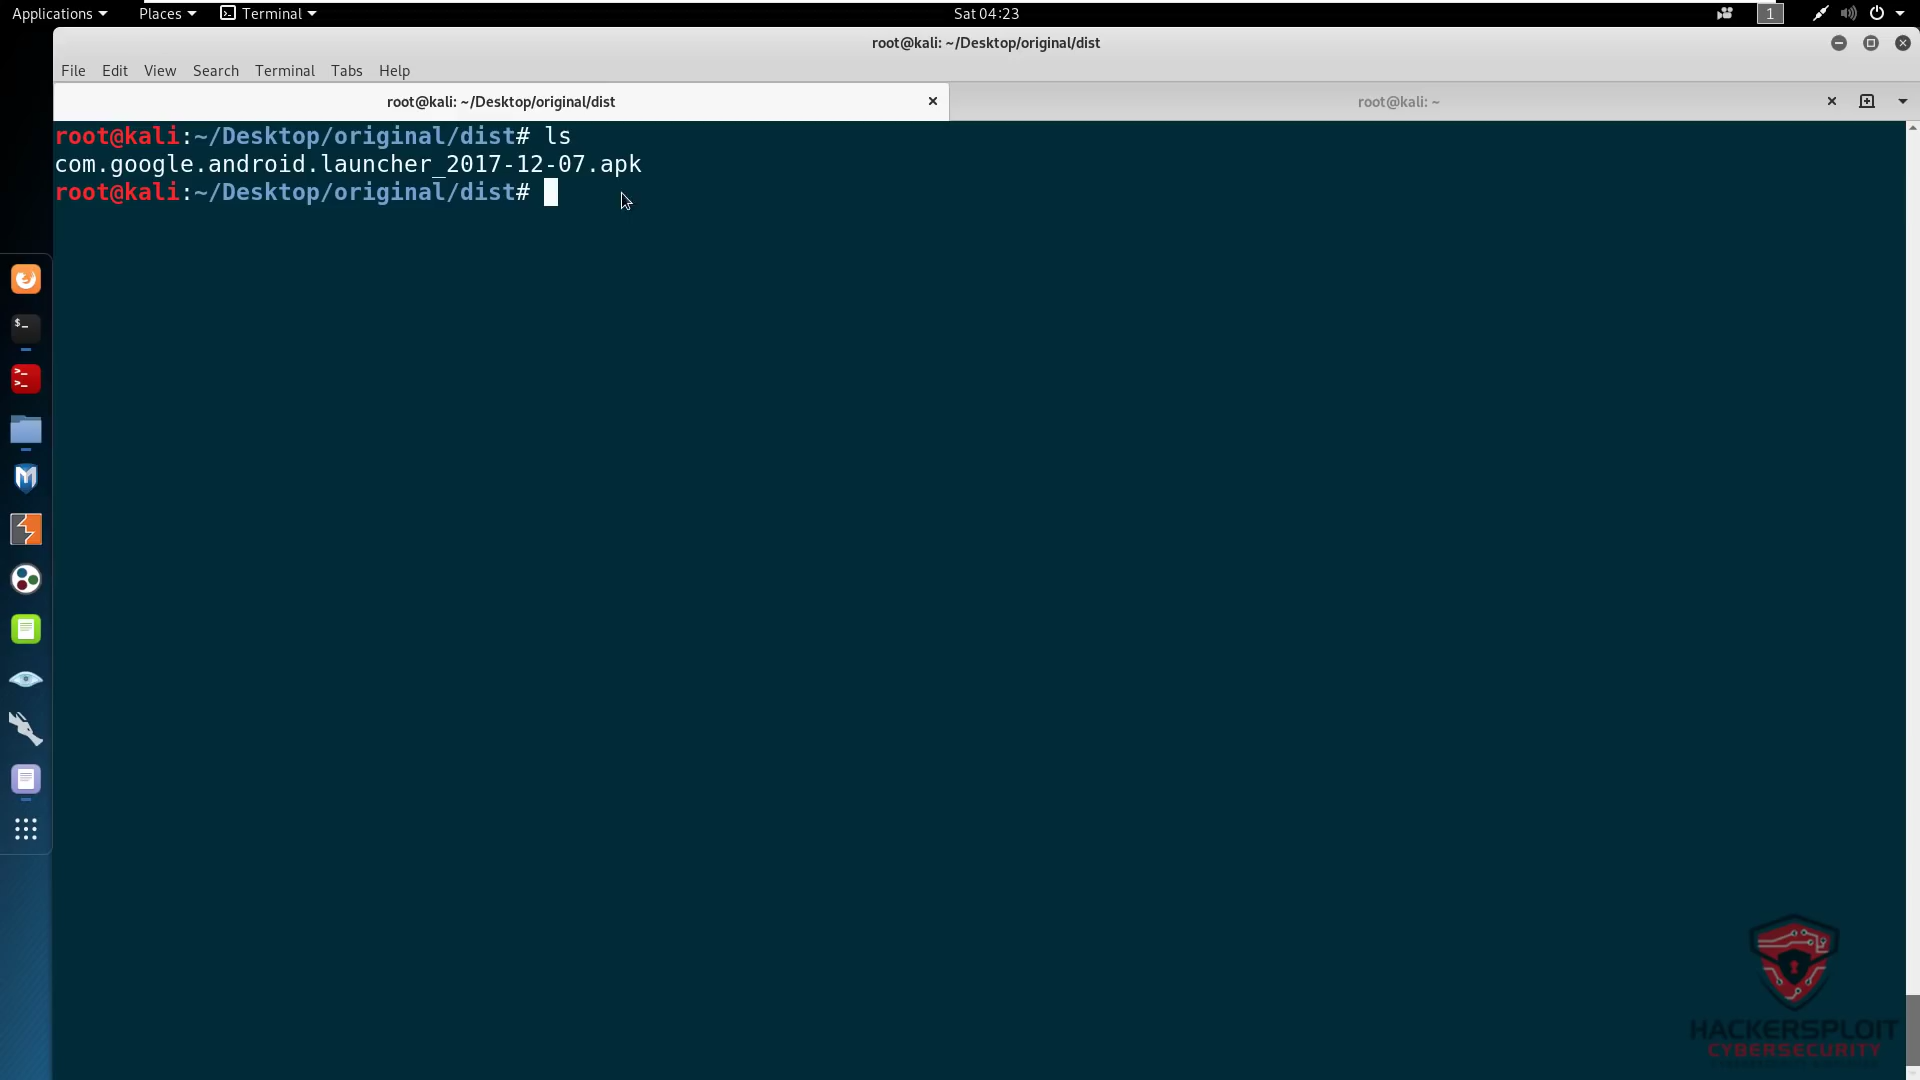 Applications Places Terminal Sat 04:23 1
root@kali: ~/Desktop/original/dist
File Edit View Search Terminal Tabs Help
root@kali: ~/Desktop/original/dist root@kali: ~
root@kali:~/Desktop/original/dist# ls
com.google.android.launcher_2017-12-07.apk
root@kali:~/Desktop/original/dist#
HACKERSPLOIT
CYBERSECURITY